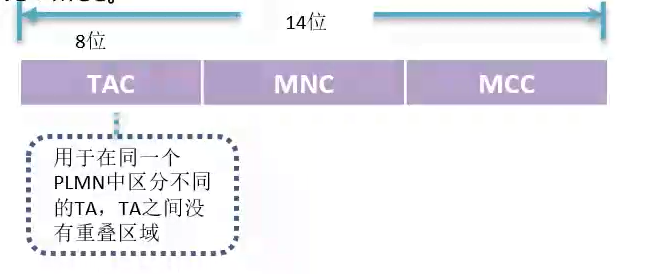 14位
8位
TAC MNC MCC
用于在同一个
PLMN中区分不同
的TA，TA之间没
有重叠区域